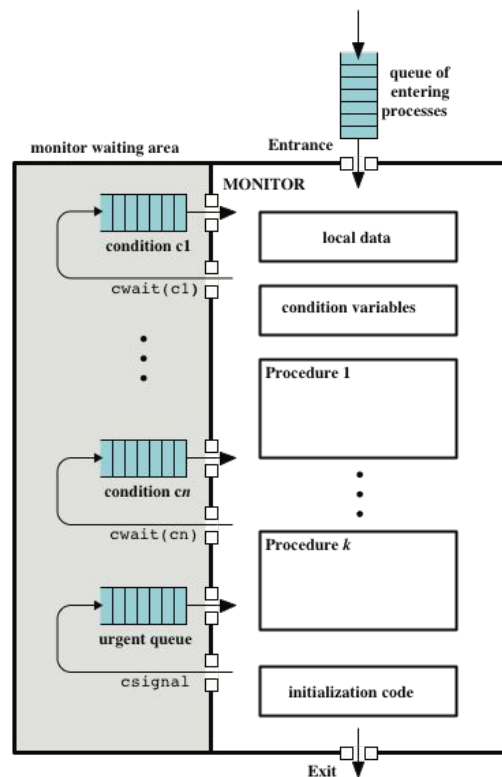 queue of
entering
processes
monitor waiting area
Entrance
MONITOR
condition c1
local data
cwait(c1)
condition variables
Procedure 1
condition cn
cwait(cn)
Procedure k
urgent queue
csignal
initialization code
Exit